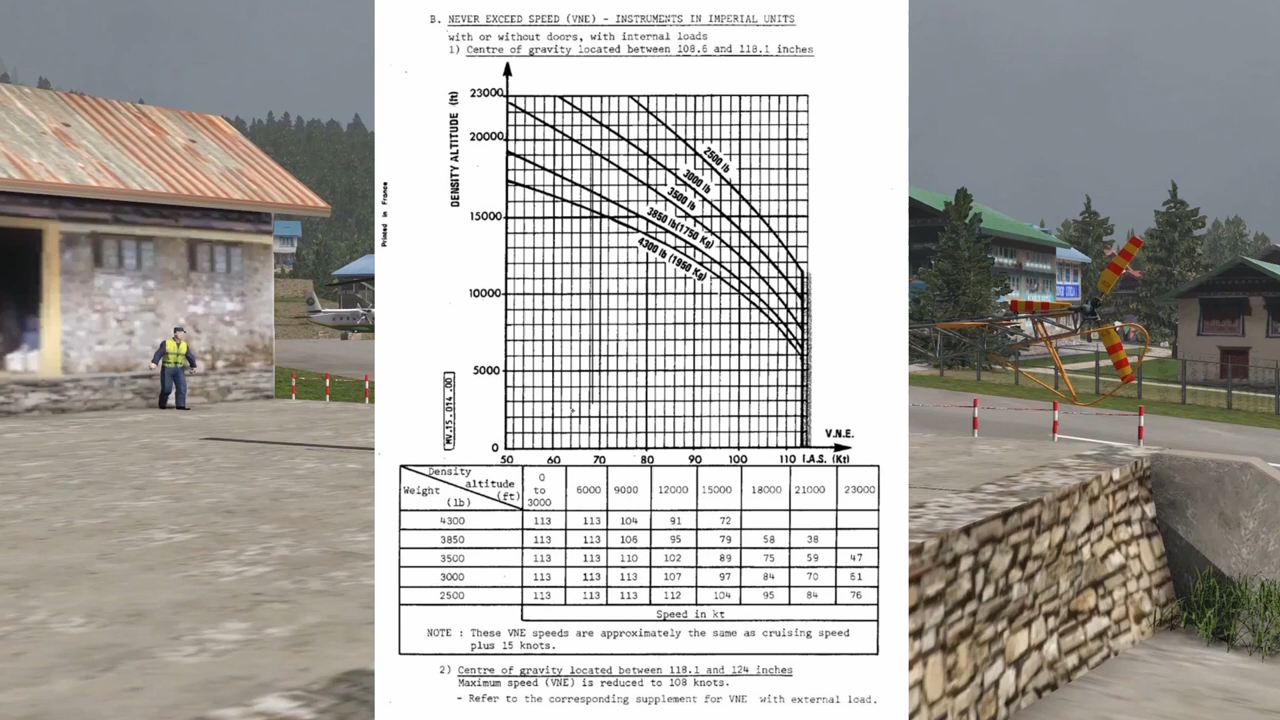 B. NEVER EXCEED SPEED (VNE) - INSTRUMENTS IN IMPERIAL UNITS
with or without doors, with internal loads
1) Centre of gravity located between 108.6 and 118.1 inches
DENSITY ALTITUDE (ft)
23000
20000
15000
10000
5000
0
2500 lb
3000 lb
3500 lb
3850 lb(1750 Kg)
4300 lb (1950 Kg)
Printed in France
MV.15.014.00
V.N.E.
50 60 70 80 90 100 110 I.A.S. (Kt)
Density altitude (ft) Weight (lb) 0 to 3000 6000 9000 12000 15000 18000 21000 23000
4300 113 113 104 91 72
3850 113 113 106 95 79 58 38
3500 113 113 110 102 89 75 59 47
3000 113 113 113 107 97 84 70 61
2500 113 113 113 112 104 95 84 76
Speed in kt
NOTE : These VNE speeds are approximately the same as cruising speed
plus 15 knots.
2) Centre of gravity located between 118.1 and 124 inches
Maximum speed (VNE) is reduced to 108 knots.
- Refer to the corresponding supplement for VNE with external load.